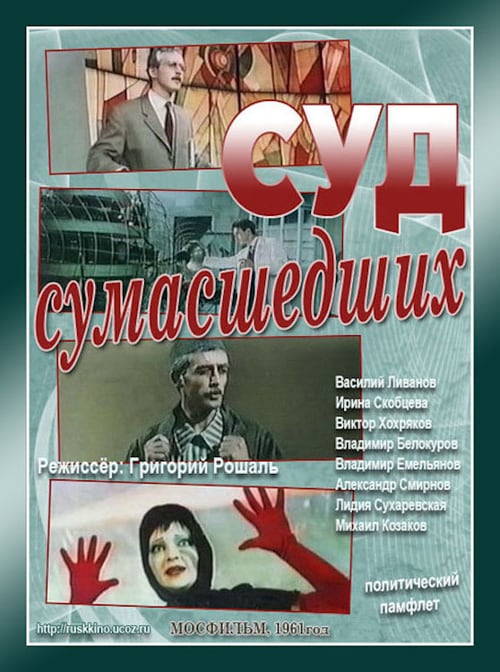 СУД
сумасшедших
Василий Ливанов
Ирина Скобцева
Виктор Хохряков
Владимир Белокуров
Владимир Емельянов
Александр Смирнов
Лидия Сухаревская
Михаил Козаков
Режиссёр: Григорий Рошаль
политический
памфлет
http://ruskkino.ucoz.ru
МОСФИЛЬМ, 1961год